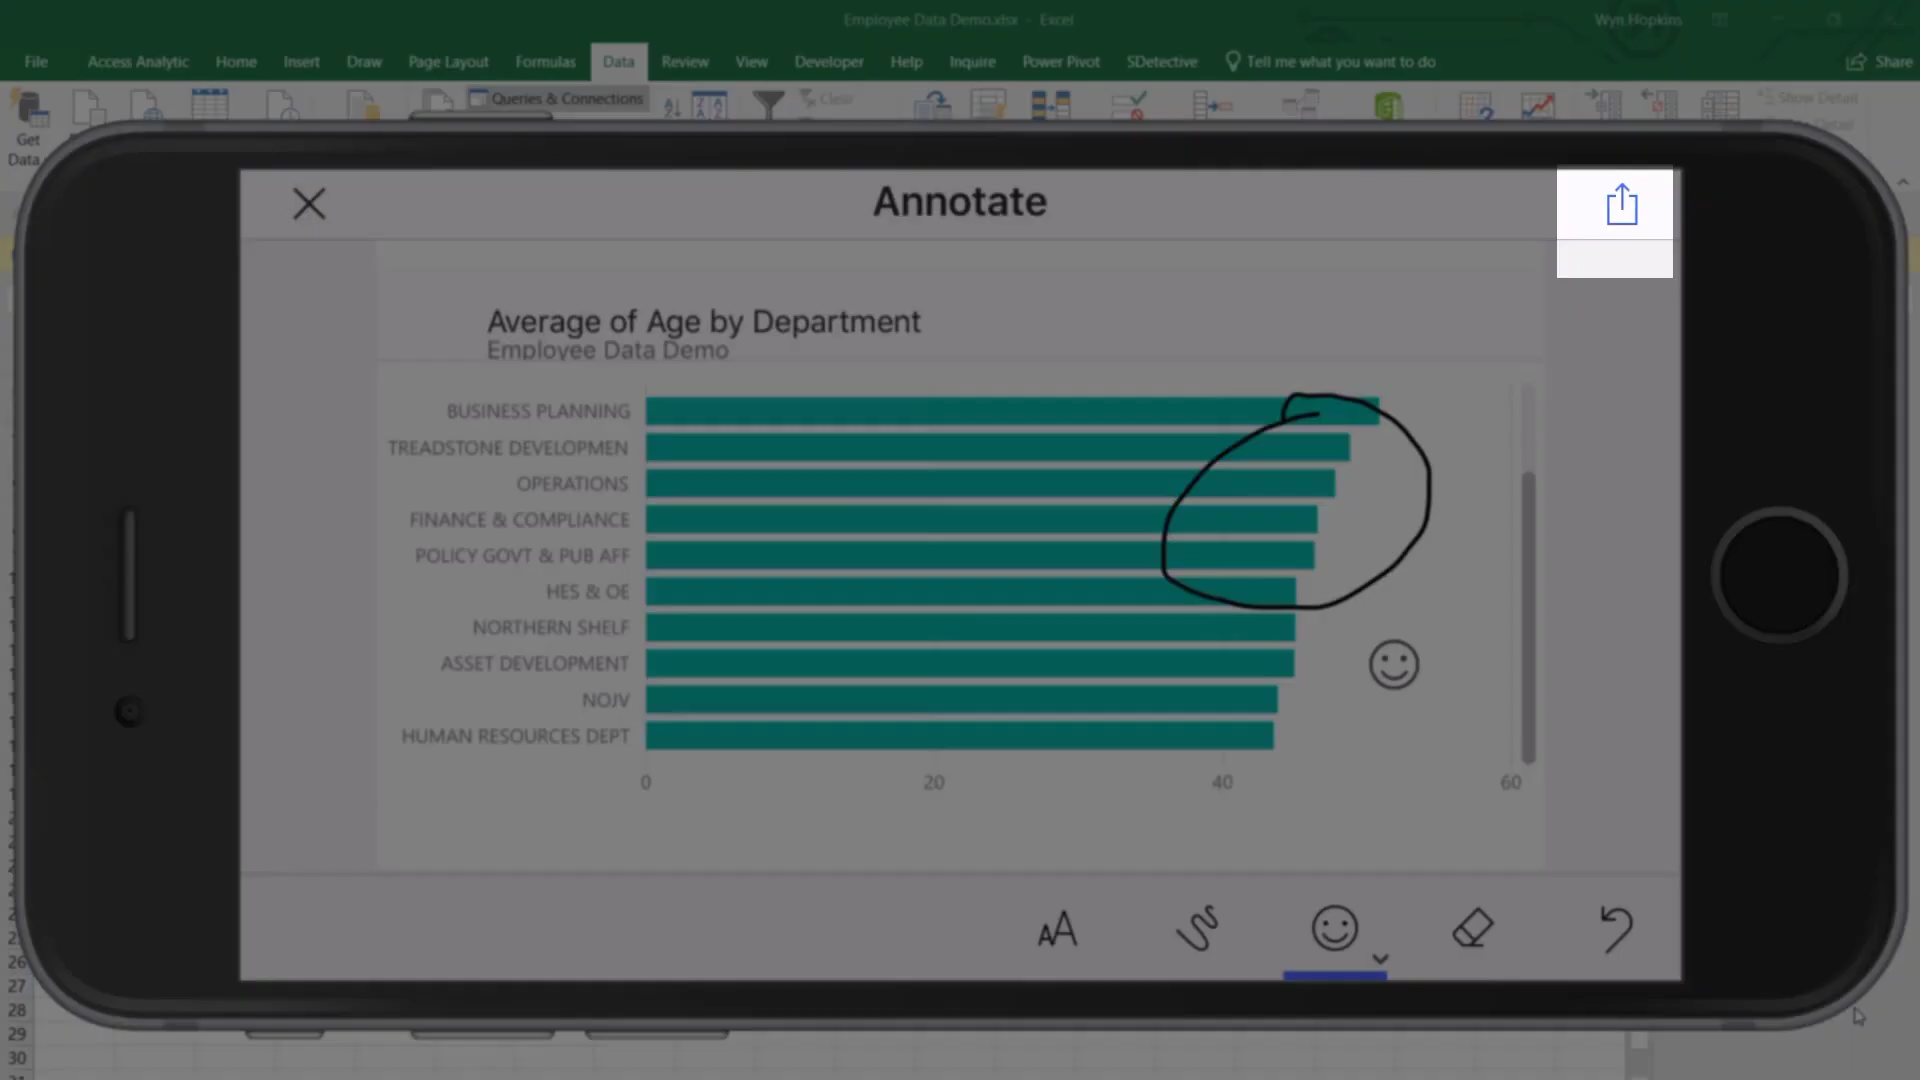 Employee Data Demo.xlsx - Excel
Wyn Hopkins
File Access Analytic Home Insert Draw Page Layout Formulas Data Review View Developer Help Inquire Power Pivot SDetective Tell me what you want to do Share
Queries & Connections
Clear
Show Detail
Get
Data
Detail
Annotate
Average of Age by Department
Employee Data Demo
BUSINESS PLANNING
TREADSTONE DEVELOPMEN
OPERATIONS
FINANCE & COMPLIANCE
POLICY GOVT & PUB AFF
HES & OE
NORTHERN SHELF
ASSET DEVELOPMENT
NOJV
HUMAN RESOURCES DEPT
0 20 40 60
AA
26
27
28
29
30